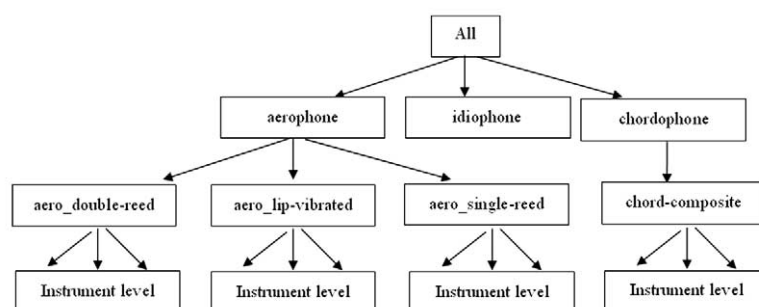 All
aerophone
idiophone
chordophone
aero_double-reed
aero_lip-vibrated
aero_single-reed
chord-composite
Instrument level
Instrument level
Instrument level
Instrument level